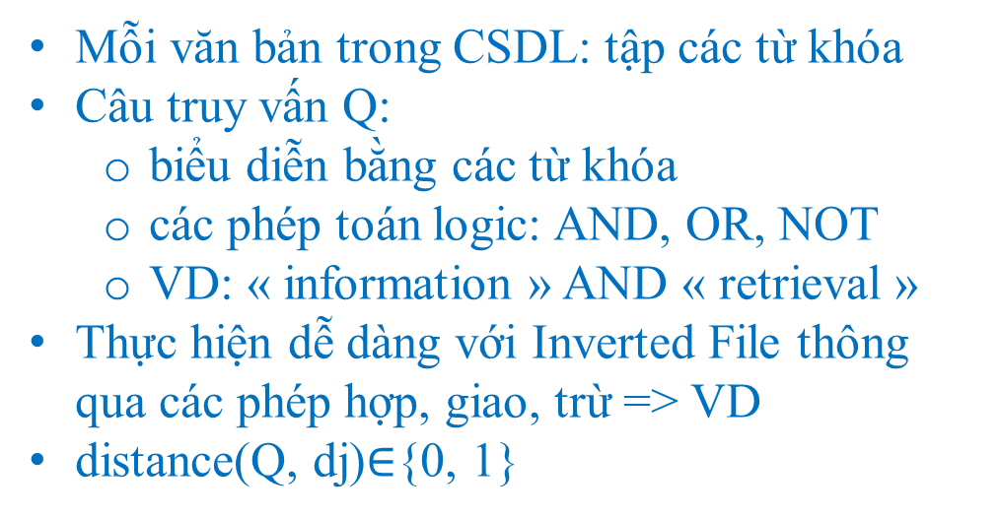 • Mỗi văn bản trong CSDL: tập các từ khóa
• Câu truy vấn Q:
o biểu diễn bằng các từ khóa
o các phép toán logic: AND, OR, NOT
o VD: « information » AND « retrieval »
• Thực hiện dễ dàng với Inverted File thông
qua các phép hợp, giao, trừ => VD
• distance(Q, dj)∈{0, 1}